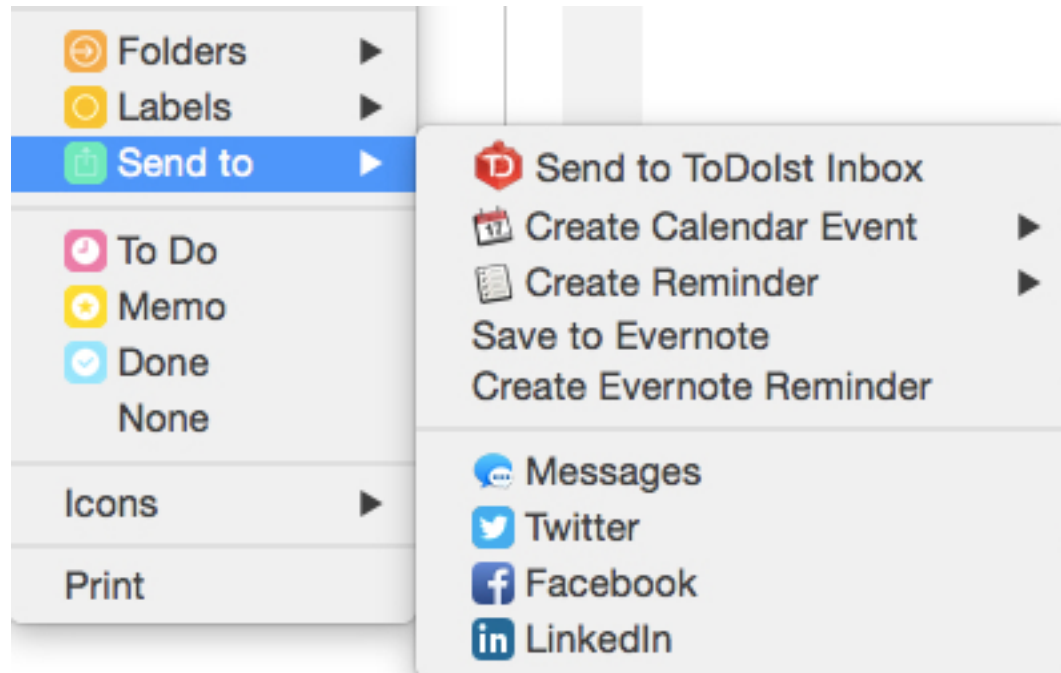 Folders
Labels
Send to
To Do
Memo
Done
None
Icons
Print
Send to ToDoIst Inbox
17
Create Calendar Event
Create Reminder
Save to Evernote
Create Evernote Reminder
Messages
Twitter
Facebook
LinkedIn